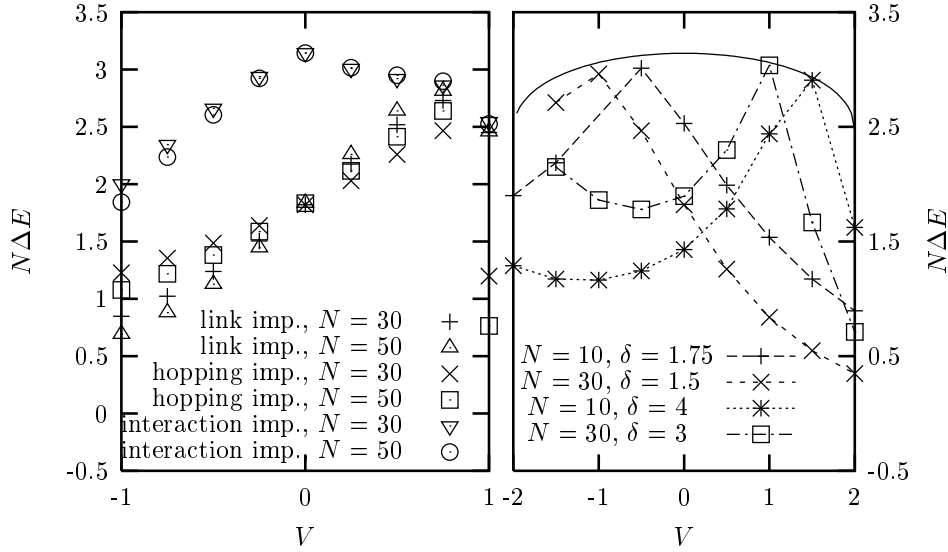 3.5
3
2.5
2
1.5
1
0.5
0
-0.5
NΔE
-1
0
1
V
link imp., N = 30
link imp., N = 50
hopping imp., N = 30
hopping imp., N = 50
interaction imp., N = 30
interaction imp., N = 50
3.5
2.5
1.5
0.5
-0.5
NΔE
-2
-1
0
1
2
V
N = 10, δ = 1.75
N = 30, δ = 1.5
N = 10, δ = 4
N = 30, δ = 3